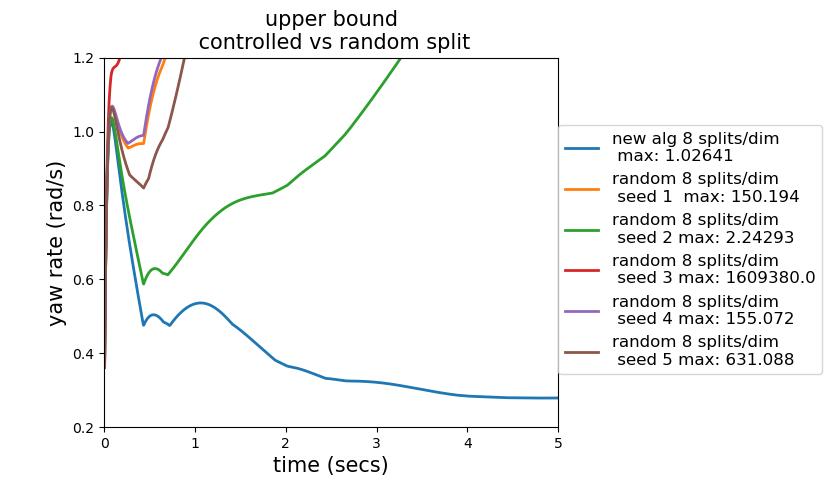 upper bound
controlled vs random split
yaw rate (rad/s)
1.2
1.0
0.8
0.6
0.4
0.2
0 1 2 3 4 5
time (secs)
new alg 8 splits/dim
max: 1.02641
random 8 splits/dim
seed 1 max: 150.194
random 8 splits/dim
seed 2 max: 2.24293
random 8 splits/dim
seed 3 max: 1609380.0
random 8 splits/dim
seed 4 max: 155.072
random 8 splits/dim
seed 5 max: 631.088